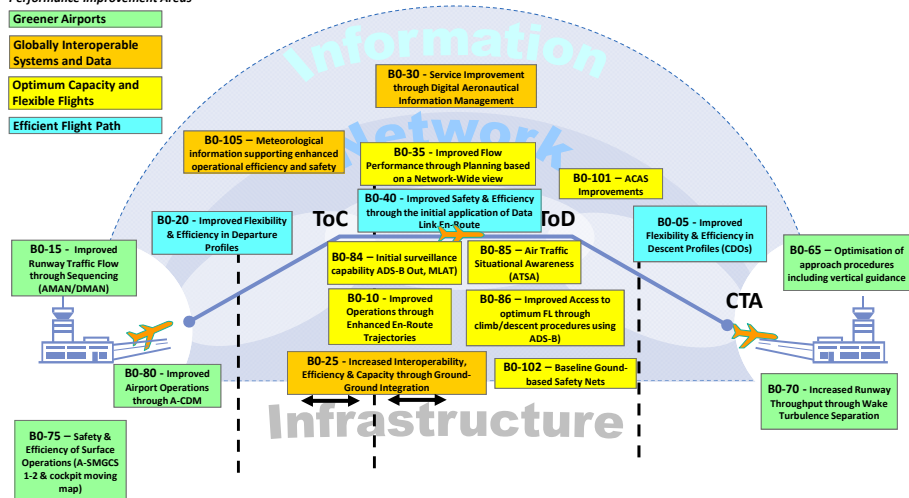 Performance Improvement Areas
Greener Airports
Globally Interoperable
Systems and Data
Optimum Capacity and
Flexible Flights
Efficient Flight Path
Information
B0-30 - Service Improvement
through Digital Aeronautical
Information Management
Network
B0-105 – Meteorological
information supporting enhanced
operational efficiency and safety
B0-35 - Improved Flow
Performance through Planning based
on a Network-Wide view
B0-101 – ACAS
Improvements
B0-40 - Improved Safety & Efficiency
through the initial application of Data
Link En-Route
ToC
ToD
B0-20 - Improved Flexibility
& Efficiency in Departure
Profiles
B0-05 - Improved
Flexibility & Efficiency in
Descent Profiles (CDOs)
B0-15 - Improved
Runway Traffic Flow
through Sequencing
(AMAN/DMAN)
B0-84 - Initial surveillance
capability ADS-B Out, MLAT)
B0-85 - Air Traffic
Situational Awareness
(ATSA)
B0-65 - Optimisation of
approach procedures
including vertical guidance
B0-10 - Improved
Operations through
Enhanced En-Route
Trajectories
B0-86 - Improved Access to
optimum FL through
climb/descent procedures using
ADS-B)
CTA
B0-80 - Improved
Airport Operations
through A-CDM
B0-25 - Increased Interoperability,
Efficiency & Capacity through Ground-
Ground Integration
B0-102 – Baseline Gound-
based Safety Nets
B0-70 - Increased Runway
Throughput through Wake
Turbulence Separation
Infrastructure
B0-75 – Safety &
Efficiency of Surface
Operations (A-SMGCS
1-2 & cockpit moving
map)